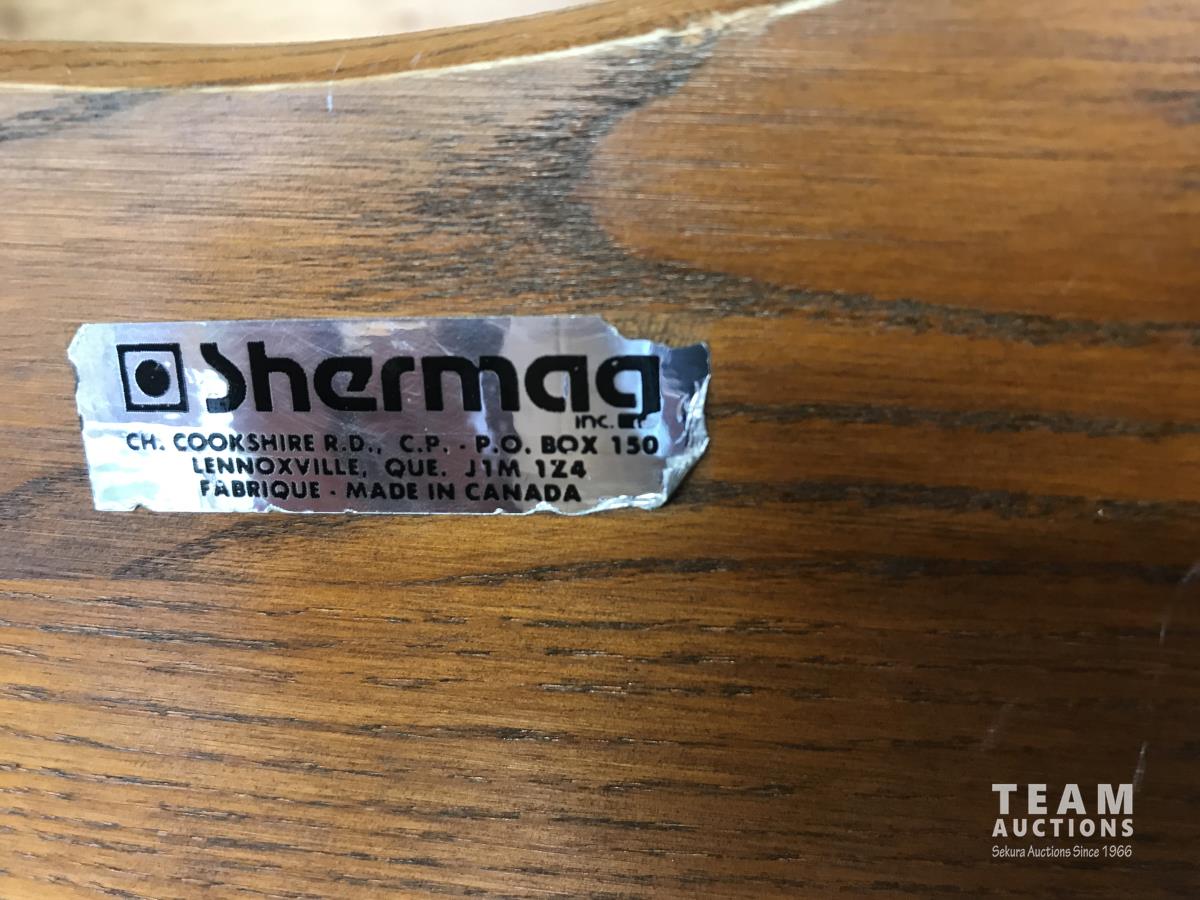 Shermag
inc.
CH. COOKSHIRE R.D., C.P. - P.O. BOX 150
LENNOXVILLE, QUE. J1M 1Z4
FABRIQUE - MADE IN CANADA
TEAM
AUCTIONS
Sekura Auctions Since 1966